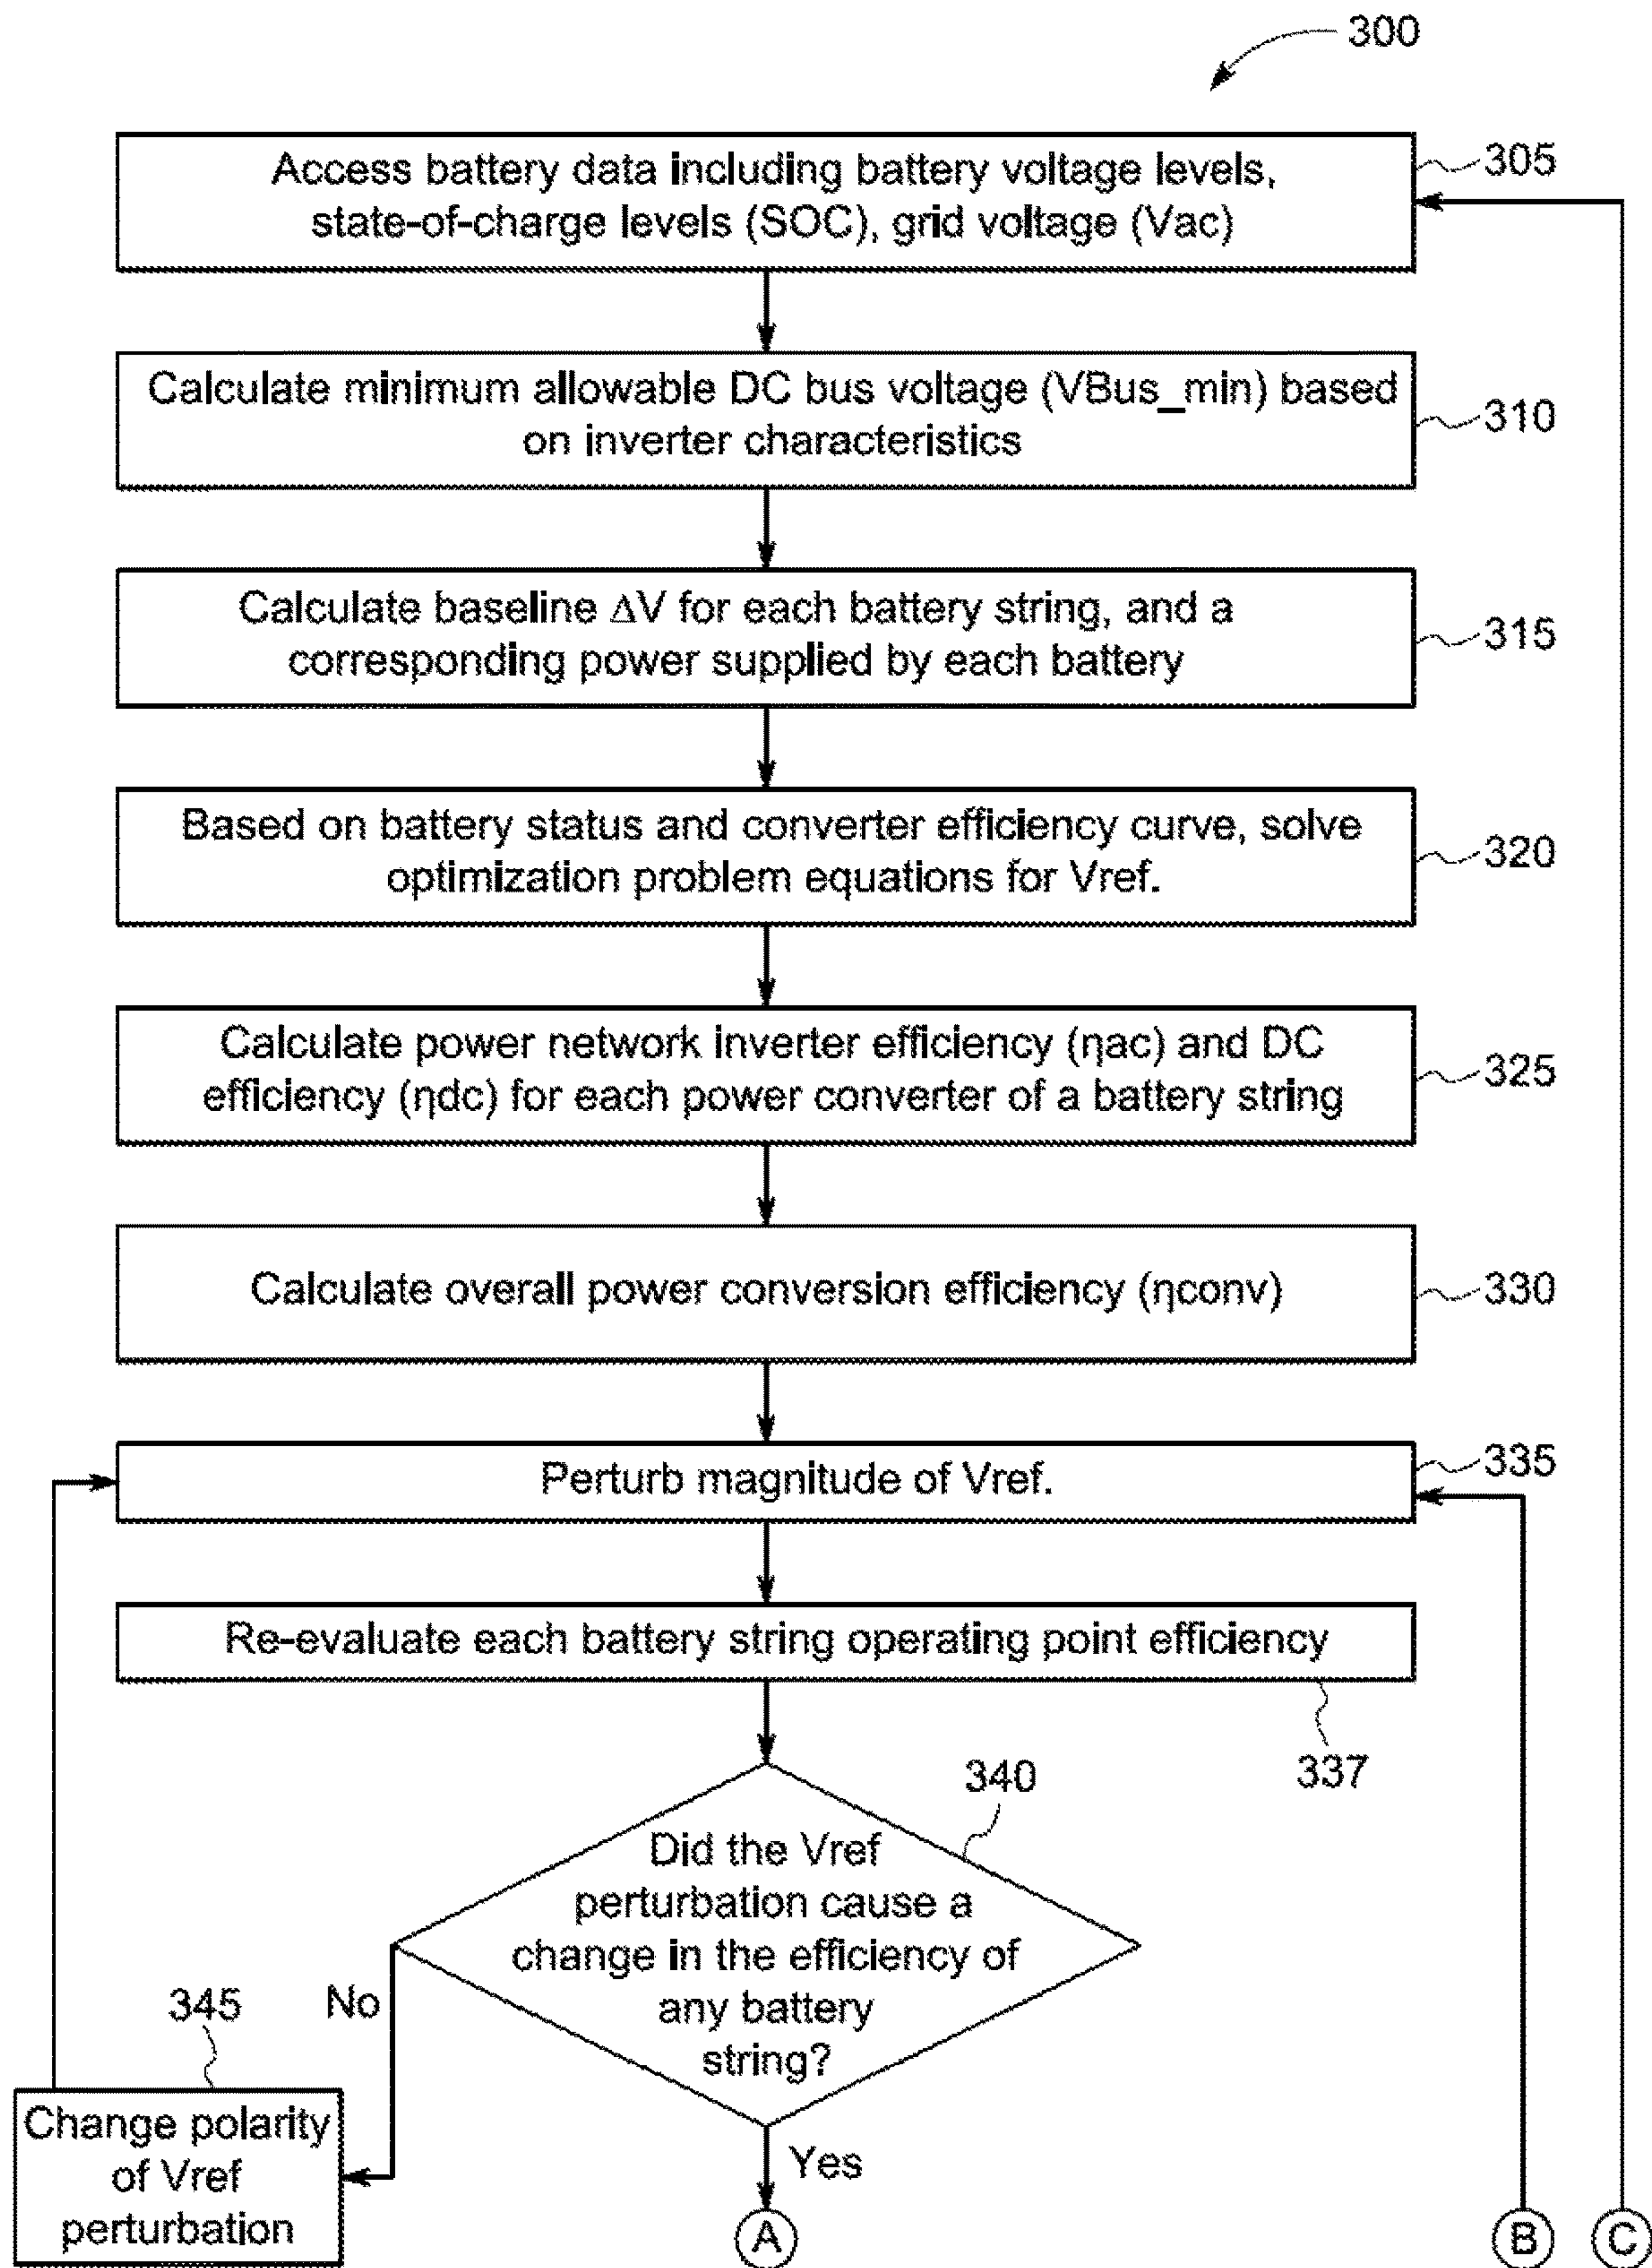 300
Access battery data including battery voltage levels,
state-of-charge levels (SOC), grid voltage (Vac)
305
Calculate minimum allowable DC bus voltage (VBus_min) based
on inverter characteristics
310
Calculate baseline ΔV for each battery string, and a
corresponding power supplied by each battery
315
Based on battery status and converter efficiency curve, solve
optimization problem equations for Vref.
320
Calculate power network inverter efficiency (ηac) and DC
efficiency (ηdc) for each power converter of a battery string
325
Calculate overall power conversion efficiency (ηconv)
330
Perturb magnitude of Vref.
335
Re-evaluate each battery string operating point efficiency
337
340
Did the Vref
perturbation cause a
change in the efficiency of
any battery
string?
No
345
Change polarity
of Vref
perturbation
Yes
A
B
C